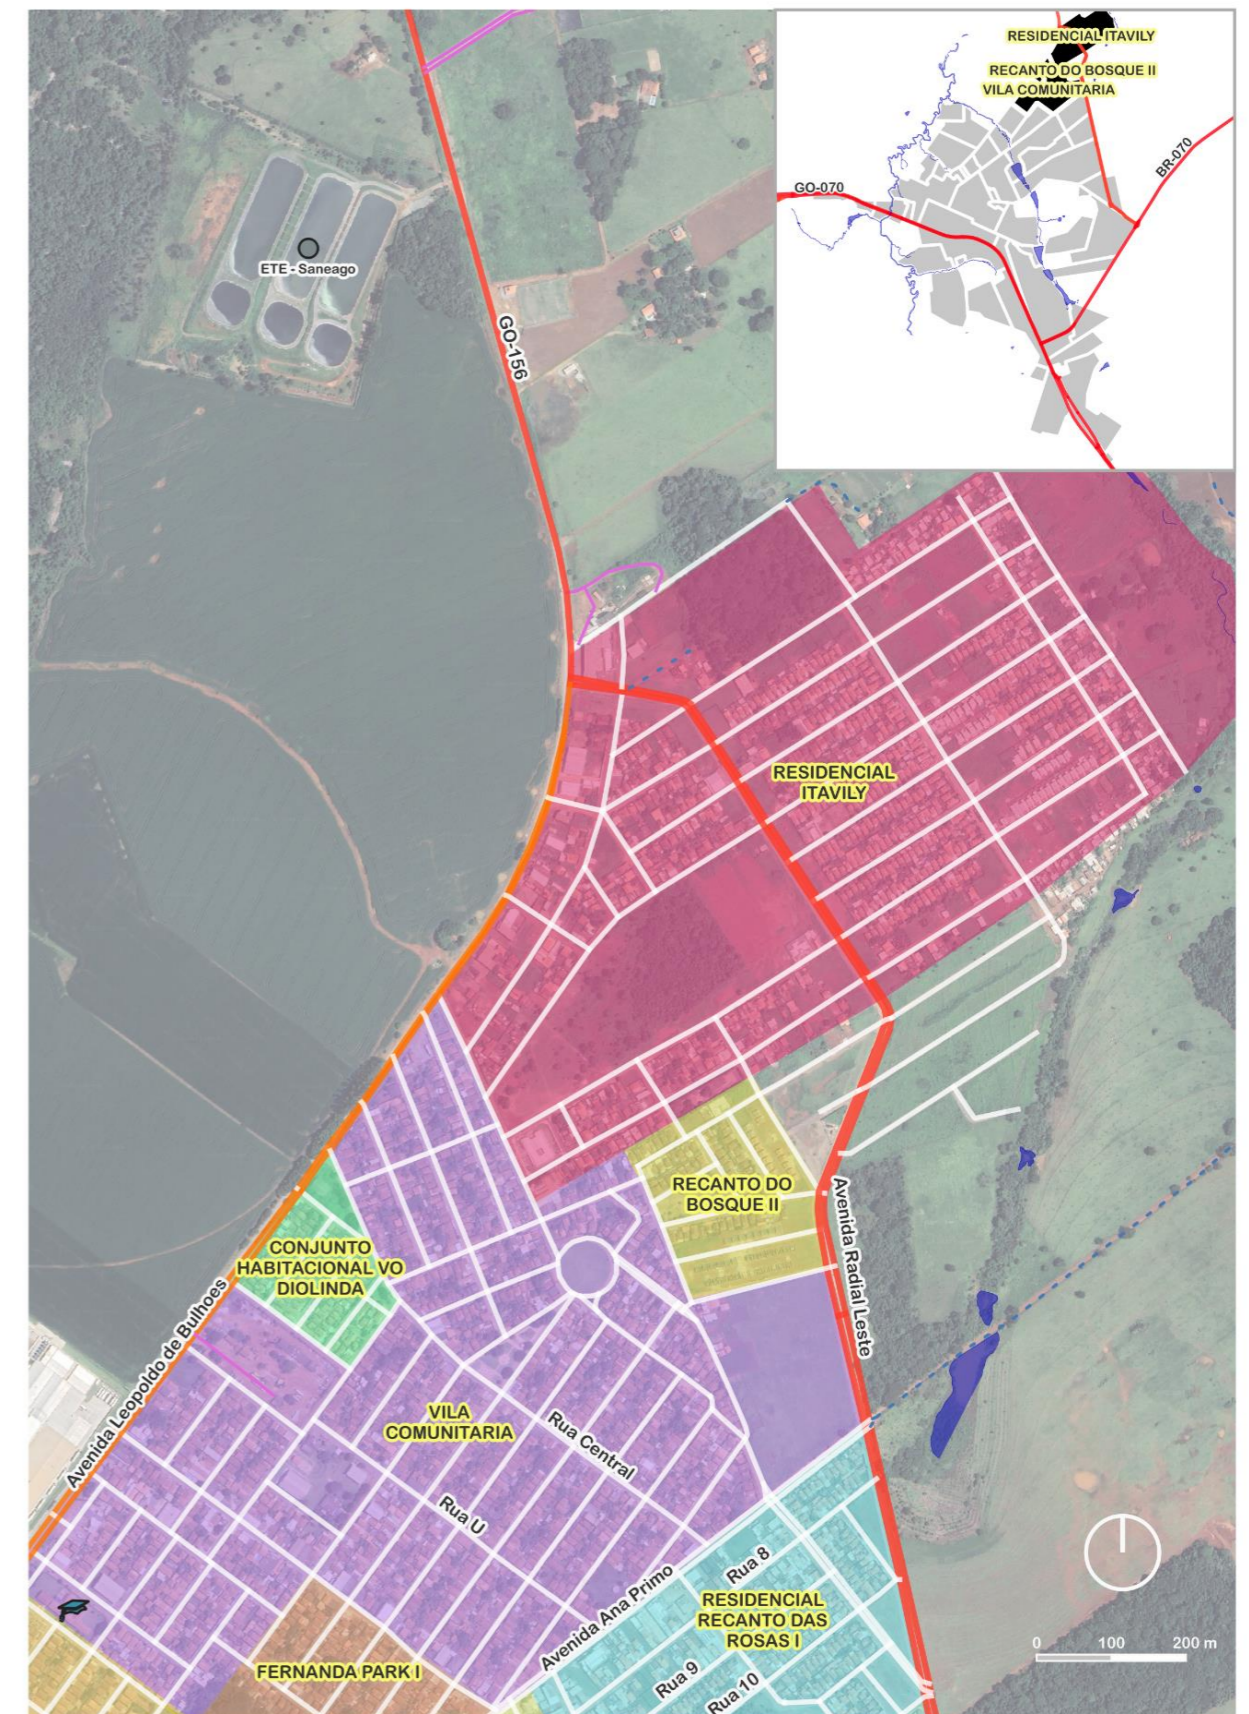 RESIDENCIAL ITAVILY
RECANTO DO BOSQUE II
VILA COMUNITARIA
BR-070
GO-070
ETE - Saneago
GO-156
RESIDENCIAL
ITAVILY
RECANTO DO
BOSQUE II
Avenida Radial Leste
CONJUNTO
HABITACIONAL VO
DIOLINDA
Avenida Leopoldo de Bulhoes
VILA
COMUNITARIA
Rua Central
Rua U
Rua 8
Avenida Ana Primo
RESIDENCIAL
RECANTO DAS
ROSAS I
0 100 200 m
FERNANDA PARK I
Rua 9
Rua 10